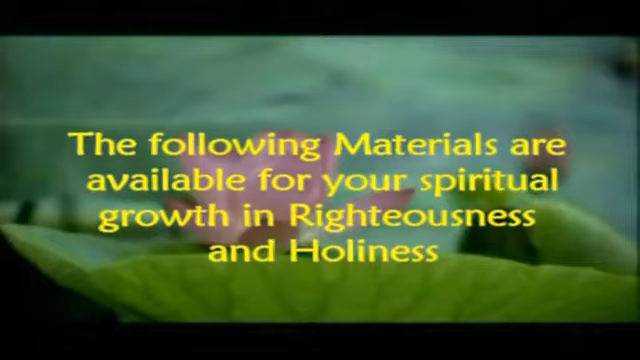 The following Materials are
available for your spiritual
growth in Righteousness
and Holiness